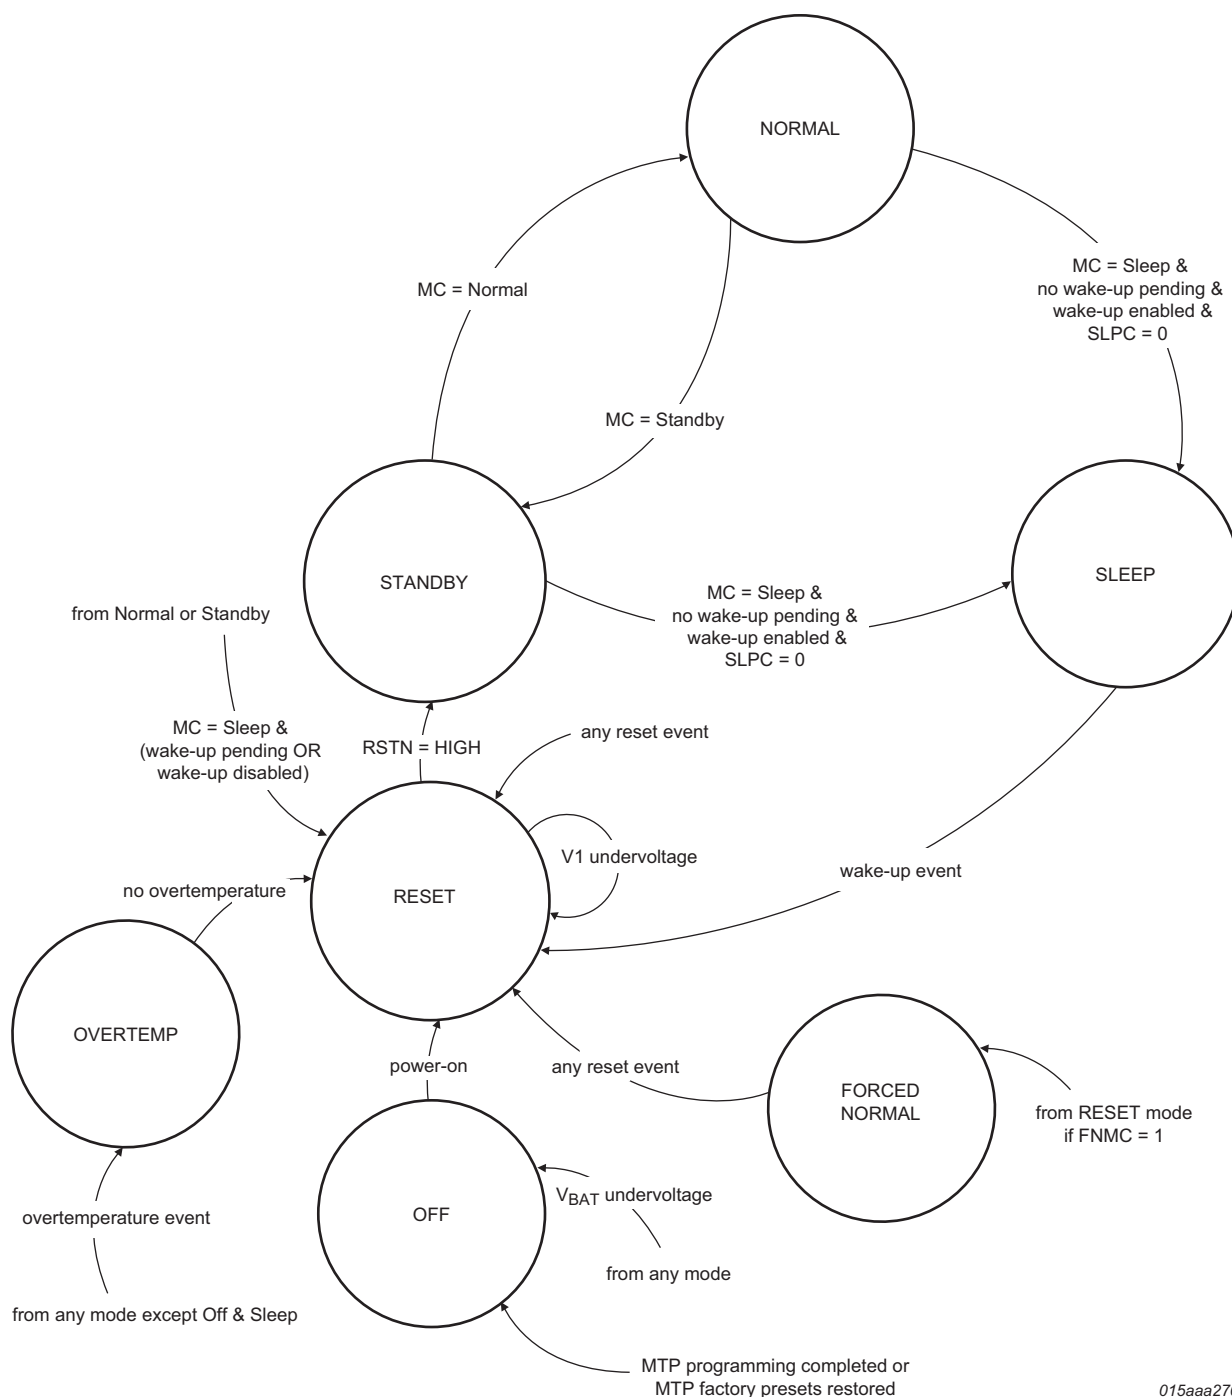 NORMAL
MC = Sleep &
no wake-up pending &
wake-up enabled &
SLPC = 0
MC = Normal
MC = Standby
STANDBY
SLEEP
MC = Sleep &
no wake-up pending &
wake-up enabled &
SLPC = 0
from Normal or Standby
MC = Sleep &
(wake-up pending OR
wake-up disabled)
RSTN = HIGH
any reset event
V1 undervoltage
wake-up event
no overtemperature
RESET
OVERTEMP
power-on
any reset event
FORCED
NORMAL
from RESET mode
if FNMC = 1
VBAT undervoltage
OFF
overtemperature event
from any mode
from any mode except Off & Sleep
MTP programming completed or
MTP factory presets restored